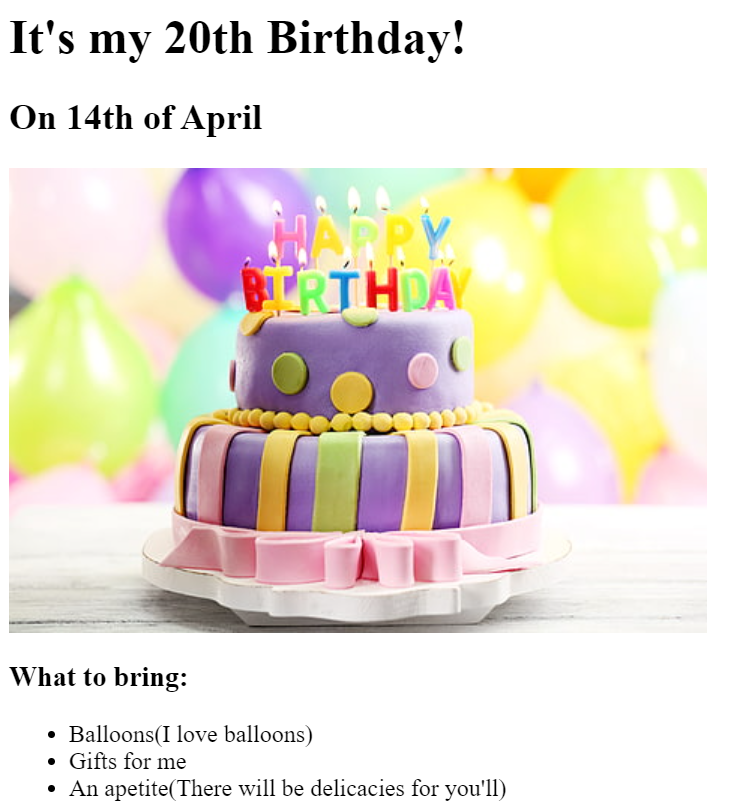 It's my 20th Birthday!
On 14th of April
HAPPY
BIRTHDAY
What to bring:
Balloons(I love balloons)
Gifts for me
An apetite(There will be delicacies for you'll)